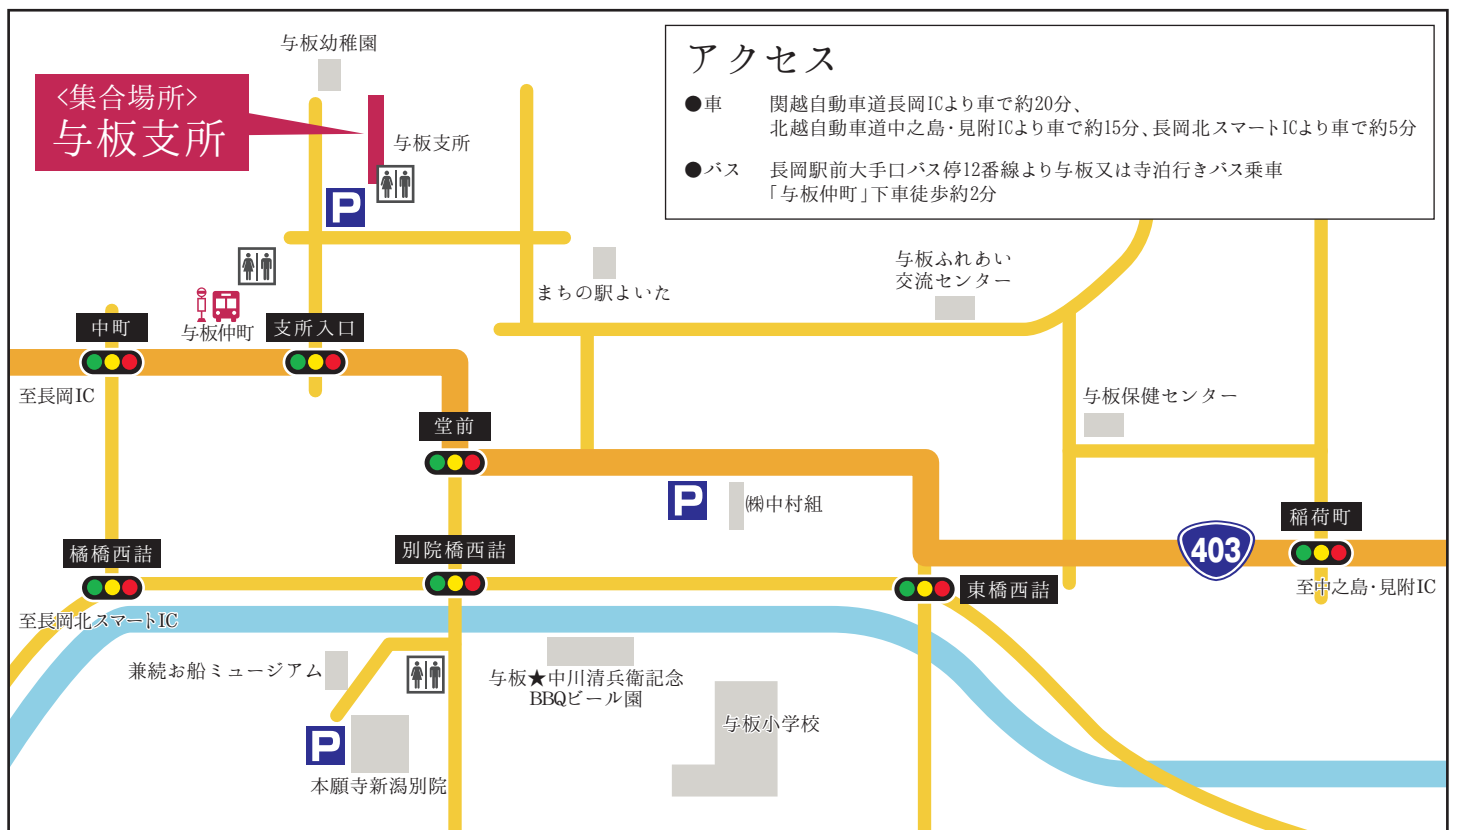 与板幼稚園
<集合場所>
与板支所
与板支所
P
アクセス
●車 関越自動車道長岡ICより車で約20分、
北越自動車道中之島・見附ICより車で約15分、長岡北スマートICより車で約5分
●バス 長岡駅前大手口バス停12番線より与板又は寺泊行きバス乗車
「与板仲町」下車徒歩約2分
まちの駅よいた
与板ふれあい
交流センター
中町
与板仲町
支所入口
至長岡IC
堂前
与板保健センター
P
㈱中村組
403
稲荷町
橘橋西詰
別院橋西詰
東橋西詰
至中之島・見附IC
至長岡北スマートIC
兼続お船ミュージアム
与板★中川清兵衛記念
BBQビール園
与板小学校
P
本願寺新潟別院